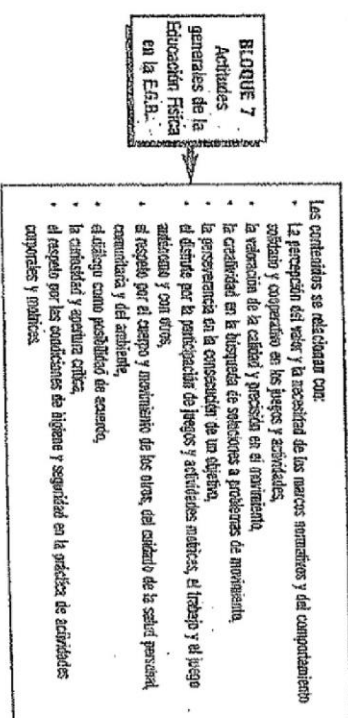 BLOQUE 7
Actitudes
generales de la
Educación Física
en la E.G.B.
Los contenidos se relacionan con:
• La percepción del valor y la necesidad de los marcos normativos y del comportamiento
solidario y cooperativo en los juegos y actividades,
• la valoración de la calidad y precisión en el movimiento,
• la creatividad en la búsqueda de soluciones a problemas de movimiento,
• la perseverancia en la consecución de un objetivo,
• el disfrute por la participación de juegos y actividades motrices, el trabajo y el juego
autónomo y con otros,
• el respeto por el cuerpo y movimiento de los otros, del cuidado de la salud personal,
comunitaria y del ambiente,
• el diálogo como posibilidad de acuerdo,
• la curiosidad y apertura crítica,
• el respeto por las condiciones de higiene y seguridad en la práctica de actividades
corporales y motrices.